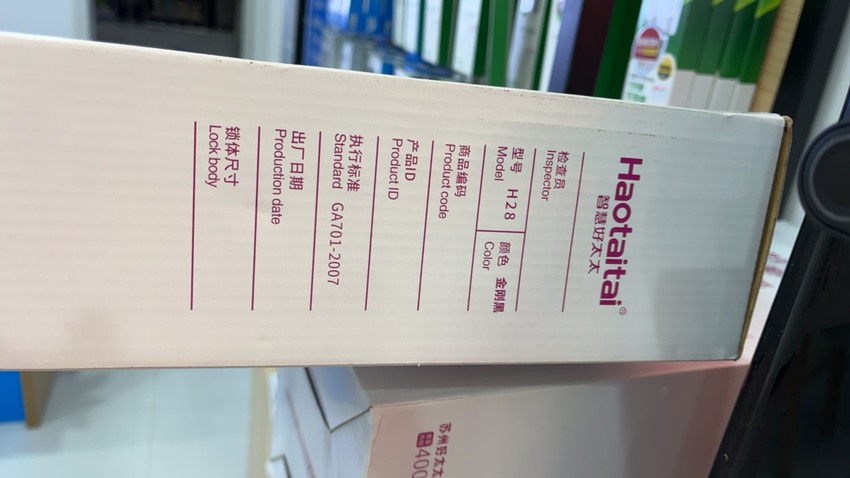 Haotaitai®
智慧好太太
检查员
Inspector
型号 H28 颜色 金刚黑
Model Color
商品编码
Product code
产品ID
Product ID
执行标准
Standard GA701-2007
出厂日期
Production date
锁体尺寸
Lock body
苏州好太太
400